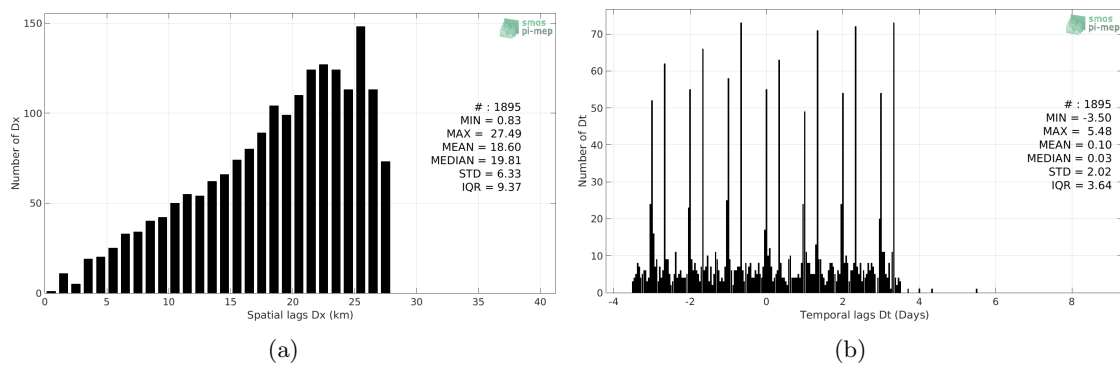 150
100
50
0
Number of Dx
smos
pi-mep
# : 1895
MIN = 0.83
MAX = 27.49
MEAN = 18.60
MEDIAN = 19.81
STD = 6.33
IQR = 9.37
0 5 10 15 20 25 30 35 40
Spatial lags Dx (km)
(a)
70
60
50
40
30
20
10
0
Number of Dt
smos
pi-mep
# : 1895
MIN = -3.50
MAX = 5.48
MEAN = 0.10
MEDIAN = 0.03
STD = 2.02
IQR = 3.64
-4 -2 0 2 4 6 8
Temporal lags Dt (Days)
(b)